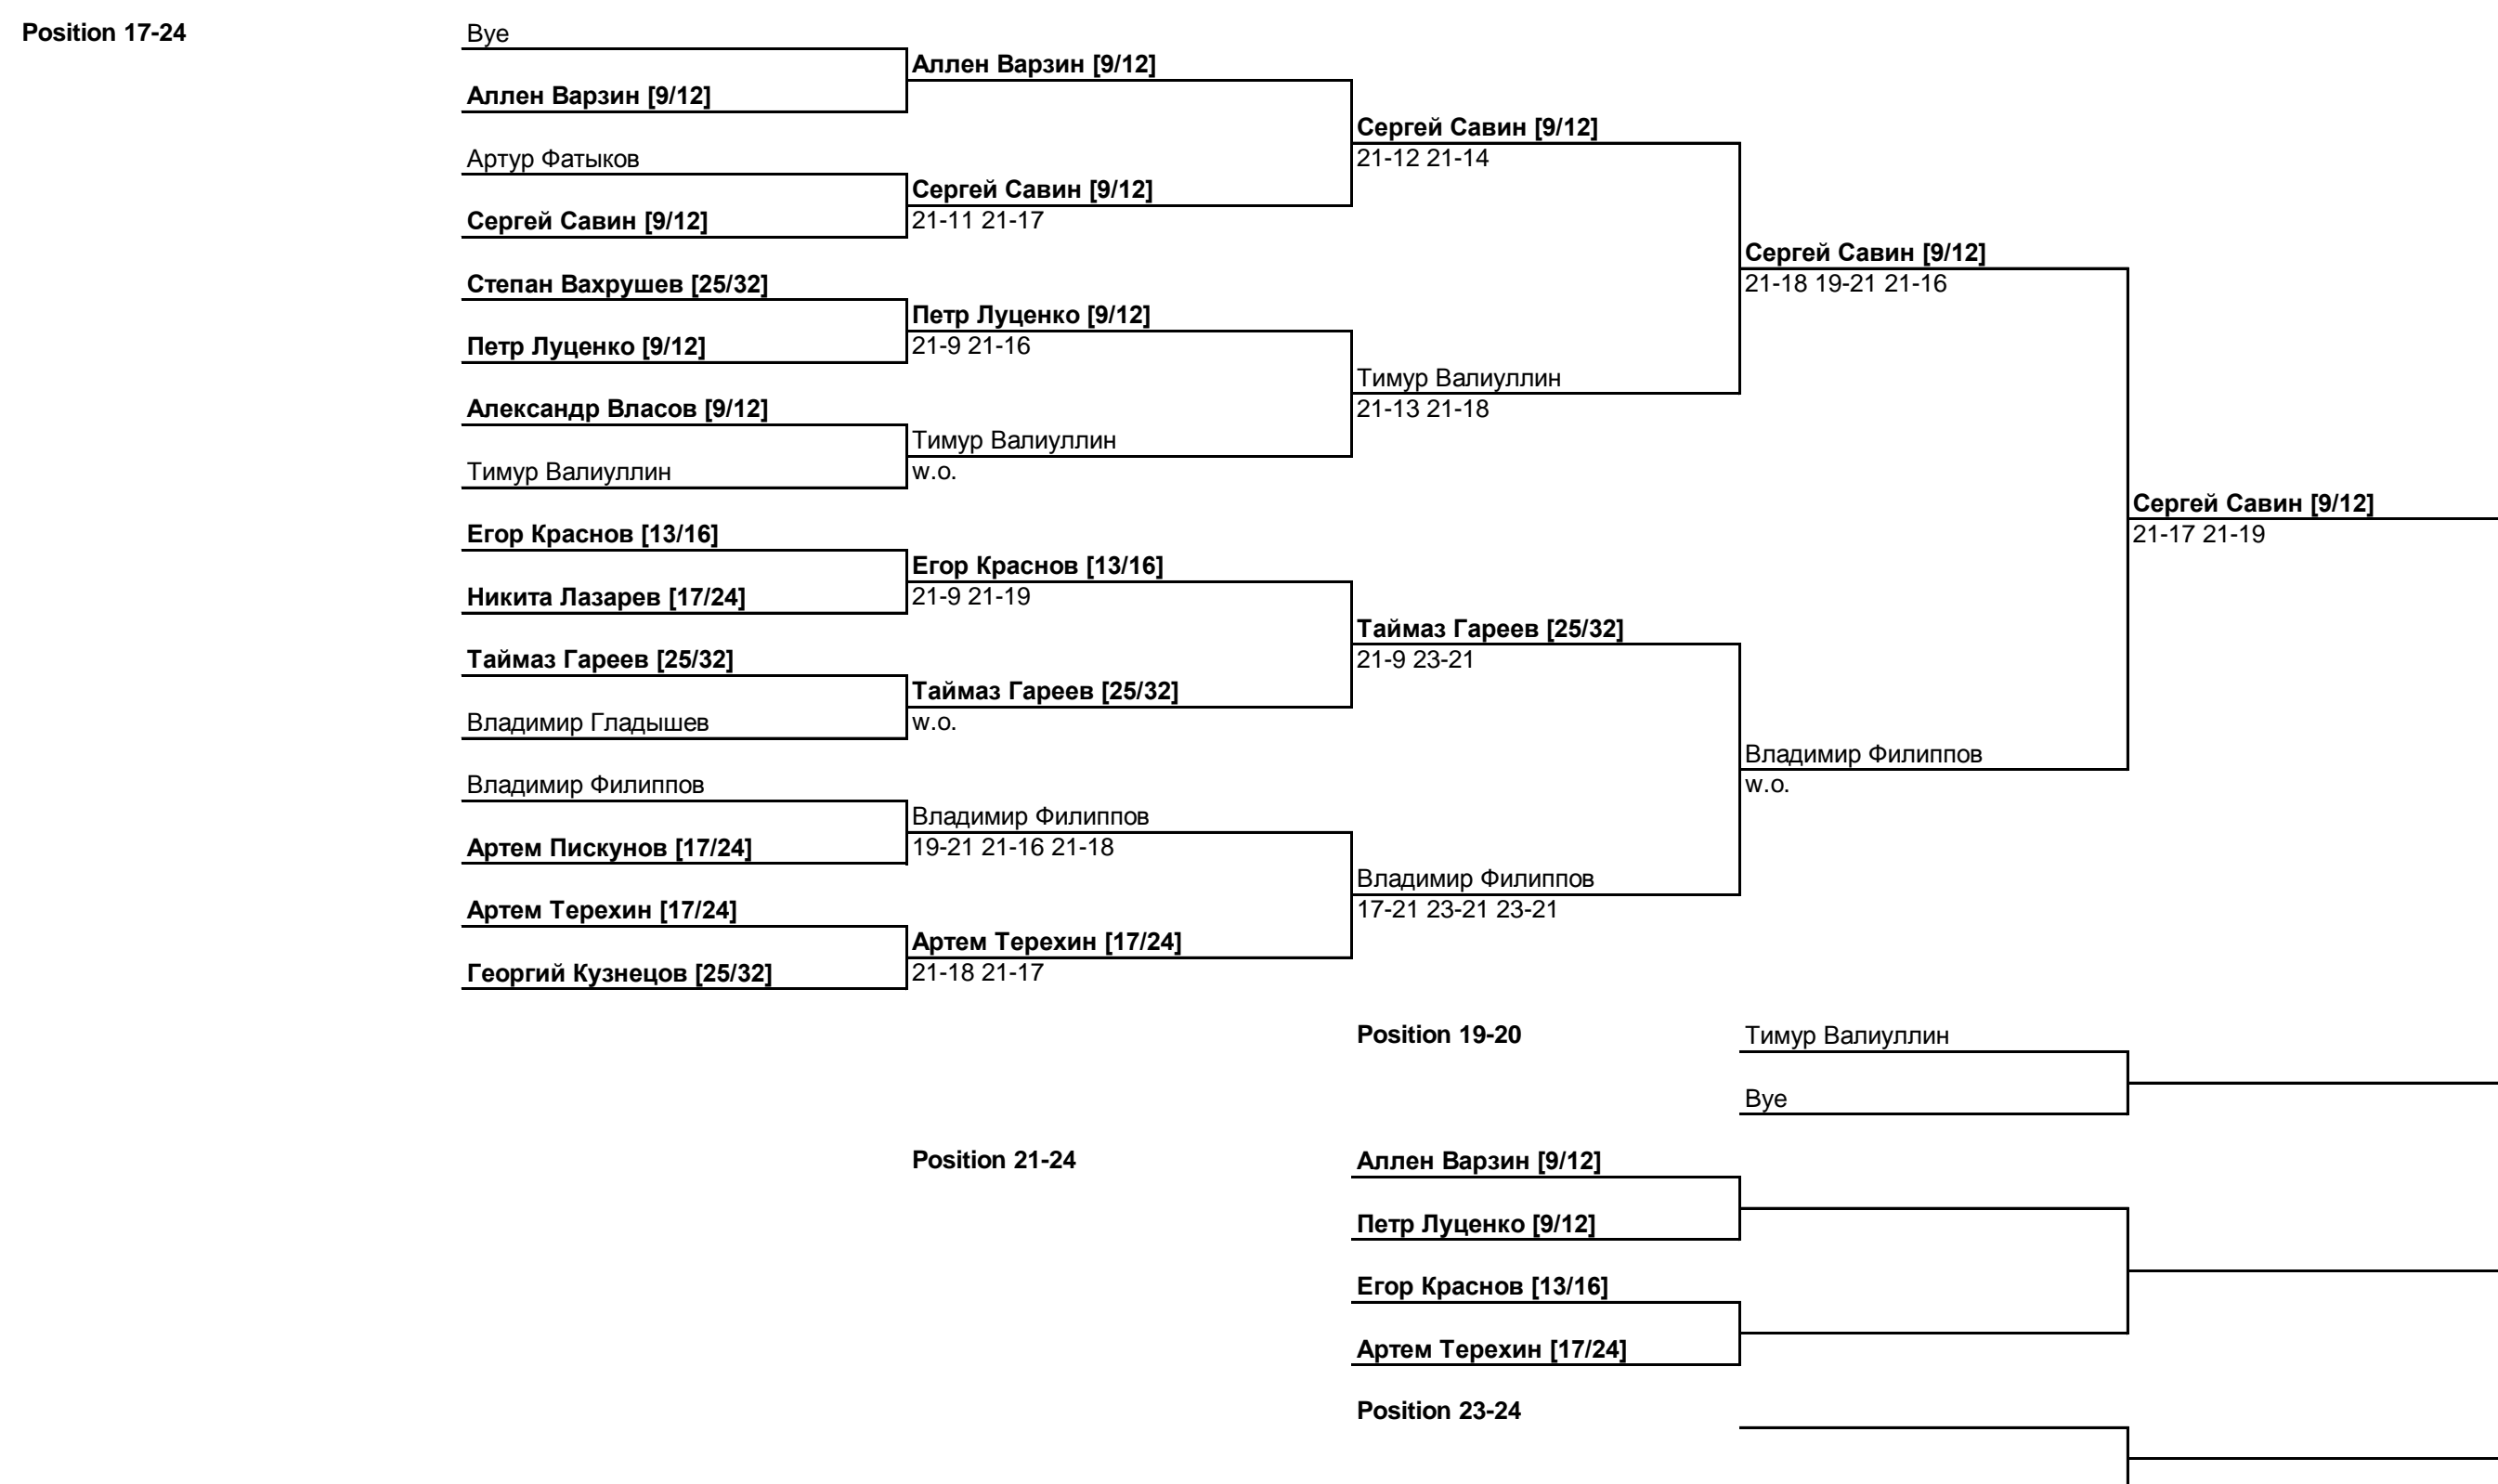 Position 17-24
Bye
Аллен Варзин [9/12]
Аллен Варзин [9/12]
Сергей Савин [9/12]
21-12 21-14
Артур Фатыков
Сергей Савин [9/12]
Сергей Савин [9/12]
21-11 21-17
Сергей Савин [9/12]
21-18 19-21 21-16
Степан Вахрушев [25/32]
Петр Луценко [9/12]
Петр Луценко [9/12]
21-9 21-16
Тимур Валиуллин
21-13 21-18
Александр Власов [9/12]
Тимур Валиуллин
Тимур Валиуллин
w.o.
Сергей Савин [9/12]
21-17 21-19
Егор Краснов [13/16]
Егор Краснов [13/16]
Никита Лазарев [17/24]
21-9 21-19
Таймаз Гареев [25/32]
21-9 23-21
Таймаз Гареев [25/32]
Таймаз Гареев [25/32]
Владимир Гладышев
w.o.
Владимир Филиппов
w.o.
Владимир Филиппов
Владимир Филиппов
Артем Пискунов [17/24]
19-21 21-16 21-18
Владимир Филиппов
17-21 23-21 23-21
Артем Терехин [17/24]
Артем Терехин [17/24]
Георгий Кузнецов [25/32]
21-18 21-17
Position 19-20
Тимур Валиуллин
Bye
Position 21-24
Аллен Варзин [9/12]
Петр Луценко [9/12]
Егор Краснов [13/16]
Артем Терехин [17/24]
Position 23-24